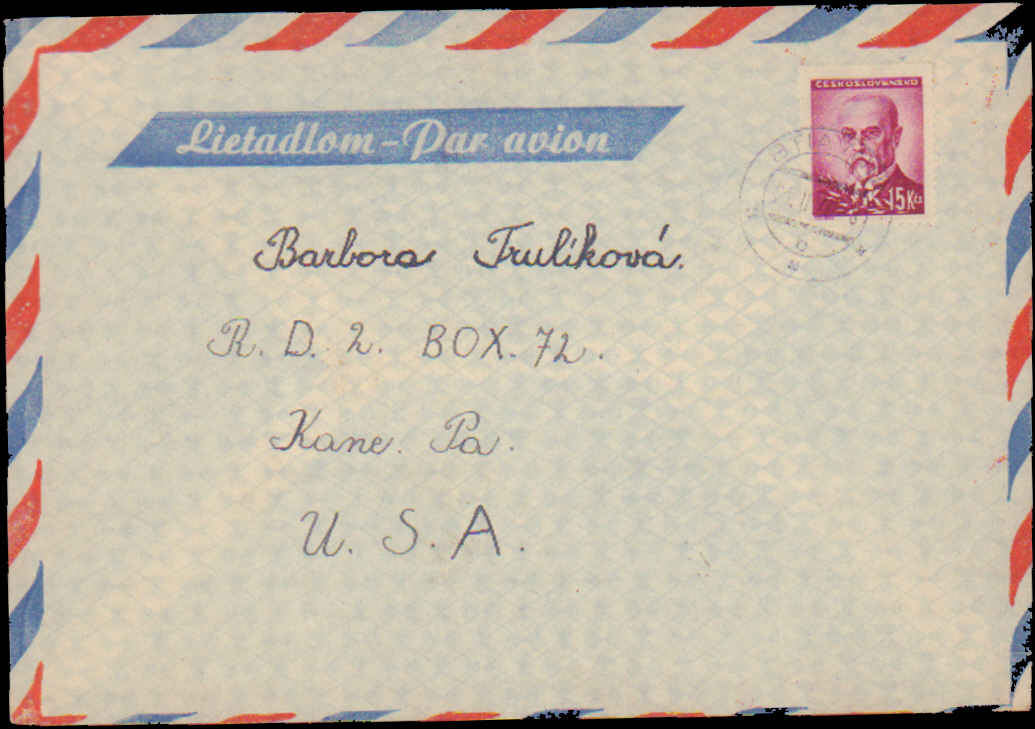 ČESKOSLOVENSKO
Lietadlom-Par avion
15 Kčs
Barbora Trulíková.
R. D. 2. BOX. 72.
Kane. Pa.
U. S. A.